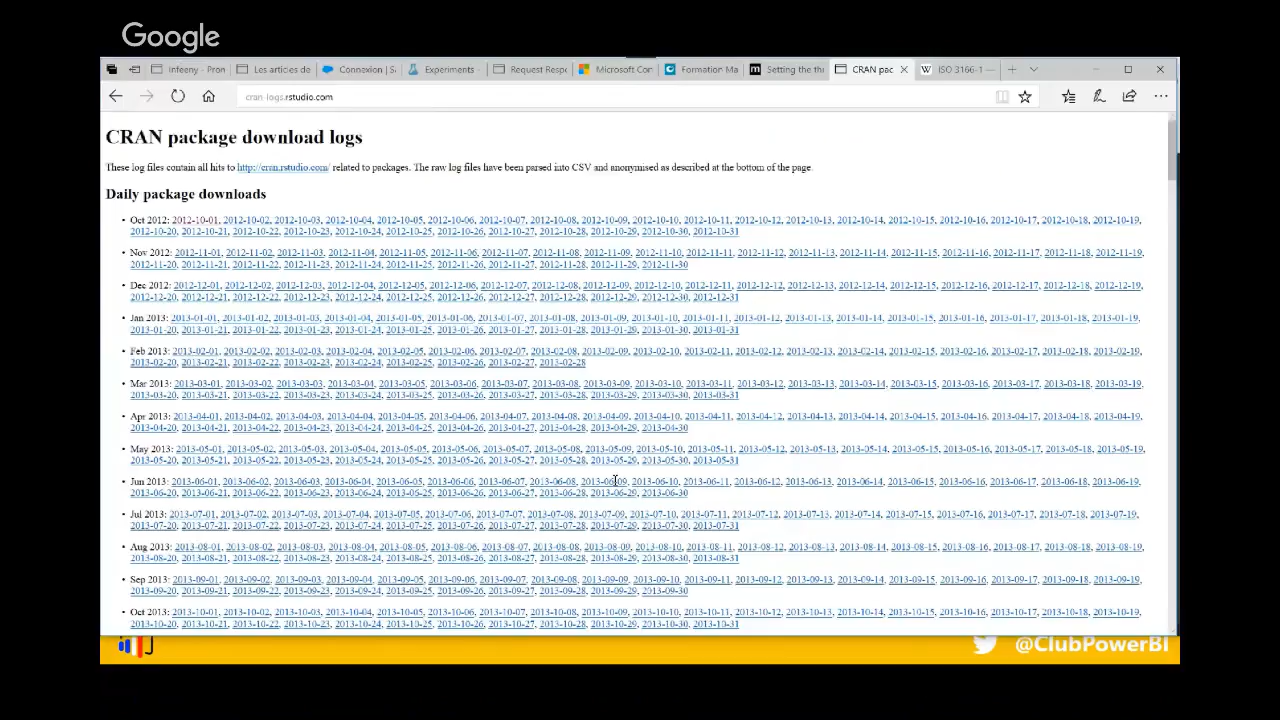 Google
Infeeny - Pron
Les articles de
Connexion | S
Experiments -
Request Resp
Microsoft Con
Formation Ma
Setting the thr
CRAN pac
ISO 3166-1 —
cran-logs.rstudio.com
CRAN package download logs
These log files contain all hits to http://cran.rstudio.com/ related to packages. The raw log files have been parsed into CSV and anonymised as described at the bottom of the page.
Daily package downloads
• Oct 2012: 2012-10-01, 2012-10-02, 2012-10-03, 2012-10-04, 2012-10-05, 2012-10-06, 2012-10-07, 2012-10-08, 2012-10-09, 2012-10-10, 2012-10-11, 2012-10-12, 2012-10-13, 2012-10-14, 2012-10-15, 2012-10-16, 2012-10-17, 2012-10-18, 2012-10-19,
2012-10-20, 2012-10-21, 2012-10-22, 2012-10-23, 2012-10-24, 2012-10-25, 2012-10-26, 2012-10-27, 2012-10-28, 2012-10-29, 2012-10-30, 2012-10-31
• Nov 2012: 2012-11-01, 2012-11-02, 2012-11-03, 2012-11-04, 2012-11-05, 2012-11-06, 2012-11-07, 2012-11-08, 2012-11-09, 2012-11-10, 2012-11-11, 2012-11-12, 2012-11-13, 2012-11-14, 2012-11-15, 2012-11-16, 2012-11-17, 2012-11-18, 2012-11-19,
2012-11-20, 2012-11-21, 2012-11-22, 2012-11-23, 2012-11-24, 2012-11-25, 2012-11-26, 2012-11-27, 2012-11-28, 2012-11-29, 2012-11-30
• Dec 2012: 2012-12-01, 2012-12-02, 2012-12-03, 2012-12-04, 2012-12-05, 2012-12-06, 2012-12-07, 2012-12-08, 2012-12-09, 2012-12-10, 2012-12-11, 2012-12-12, 2012-12-13, 2012-12-14, 2012-12-15, 2012-12-16, 2012-12-17, 2012-12-18, 2012-12-19,
2012-12-20, 2012-12-21, 2012-12-22, 2012-12-23, 2012-12-24, 2012-12-25, 2012-12-26, 2012-12-27, 2012-12-28, 2012-12-29, 2012-12-30, 2012-12-31
• Jan 2013: 2013-01-01, 2013-01-02, 2013-01-03, 2013-01-04, 2013-01-05, 2013-01-06, 2013-01-07, 2013-01-08, 2013-01-09, 2013-01-10, 2013-01-11, 2013-01-12, 2013-01-13, 2013-01-14, 2013-01-15, 2013-01-16, 2013-01-17, 2013-01-18, 2013-01-19,
2013-01-20, 2013-01-21, 2013-01-22, 2013-01-23, 2013-01-24, 2013-01-25, 2013-01-26, 2013-01-27, 2013-01-28, 2013-01-29, 2013-01-30, 2013-01-31
• Feb 2013: 2013-02-01, 2013-02-02, 2013-02-03, 2013-02-04, 2013-02-05, 2013-02-06, 2013-02-07, 2013-02-08, 2013-02-09, 2013-02-10, 2013-02-11, 2013-02-12, 2013-02-13, 2013-02-14, 2013-02-15, 2013-02-16, 2013-02-17, 2013-02-18, 2013-02-19,
2013-02-20, 2013-02-21, 2013-02-22, 2013-02-23, 2013-02-24, 2013-02-25, 2013-02-26, 2013-02-27, 2013-02-28
• Mar 2013: 2013-03-01, 2013-03-02, 2013-03-03, 2013-03-04, 2013-03-05, 2013-03-06, 2013-03-07, 2013-03-08, 2013-03-09, 2013-03-10, 2013-03-11, 2013-03-12, 2013-03-13, 2013-03-14, 2013-03-15, 2013-03-16, 2013-03-17, 2013-03-18, 2013-03-19,
2013-03-20, 2013-03-21, 2013-03-22, 2013-03-23, 2013-03-24, 2013-03-25, 2013-03-26, 2013-03-27, 2013-03-28, 2013-03-29, 2013-03-30, 2013-03-31
• Apr 2013: 2013-04-01, 2013-04-02, 2013-04-03, 2013-04-04, 2013-04-05, 2013-04-06, 2013-04-07, 2013-04-08, 2013-04-09, 2013-04-10, 2013-04-11, 2013-04-12, 2013-04-13, 2013-04-14, 2013-04-15, 2013-04-16, 2013-04-17, 2013-04-18, 2013-04-19,
2013-04-20, 2013-04-21, 2013-04-22, 2013-04-23, 2013-04-24, 2013-04-25, 2013-04-26, 2013-04-27, 2013-04-28, 2013-04-29, 2013-04-30
• May 2013: 2013-05-01, 2013-05-02, 2013-05-03, 2013-05-04, 2013-05-05, 2013-05-06, 2013-05-07, 2013-05-08, 2013-05-09, 2013-05-10, 2013-05-11, 2013-05-12, 2013-05-13, 2013-05-14, 2013-05-15, 2013-05-16, 2013-05-17, 2013-05-18, 2013-05-19,
2013-05-20, 2013-05-21, 2013-05-22, 2013-05-23, 2013-05-24, 2013-05-25, 2013-05-26, 2013-05-27, 2013-05-28, 2013-05-29, 2013-05-30, 2013-05-31
• Jun 2013: 2013-06-01, 2013-06-02, 2013-06-03, 2013-06-04, 2013-06-05, 2013-06-06, 2013-06-07, 2013-06-08, 2013-06-09, 2013-06-10, 2013-06-11, 2013-06-12, 2013-06-13, 2013-06-14, 2013-06-15, 2013-06-16, 2013-06-17, 2013-06-18, 2013-06-19,
2013-06-20, 2013-06-21, 2013-06-22, 2013-06-23, 2013-06-24, 2013-06-25, 2013-06-26, 2013-06-27, 2013-06-28, 2013-06-29, 2013-06-30
• Jul 2013: 2013-07-01, 2013-07-02, 2013-07-03, 2013-07-04, 2013-07-05, 2013-07-06, 2013-07-07, 2013-07-08, 2013-07-09, 2013-07-10, 2013-07-11, 2013-07-12, 2013-07-13, 2013-07-14, 2013-07-15, 2013-07-16, 2013-07-17, 2013-07-18, 2013-07-19,
2013-07-20, 2013-07-21, 2013-07-22, 2013-07-23, 2013-07-24, 2013-07-25, 2013-07-26, 2013-07-27, 2013-07-28, 2013-07-29, 2013-07-30, 2013-07-31
• Aug 2013: 2013-08-01, 2013-08-02, 2013-08-03, 2013-08-04, 2013-08-05, 2013-08-06, 2013-08-07, 2013-08-08, 2013-08-09, 2013-08-10, 2013-08-11, 2013-08-12, 2013-08-13, 2013-08-14, 2013-08-15, 2013-08-16, 2013-08-17, 2013-08-18, 2013-08-19,
2013-08-20, 2013-08-21, 2013-08-22, 2013-08-23, 2013-08-24, 2013-08-25, 2013-08-26, 2013-08-27, 2013-08-28, 2013-08-29, 2013-08-30, 2013-08-31
• Sep 2013: 2013-09-01, 2013-09-02, 2013-09-03, 2013-09-04, 2013-09-05, 2013-09-06, 2013-09-07, 2013-09-08, 2013-09-09, 2013-09-10, 2013-09-11, 2013-09-12, 2013-09-13, 2013-09-14, 2013-09-15, 2013-09-16, 2013-09-17, 2013-09-18, 2013-09-19,
2013-09-20, 2013-09-21, 2013-09-22, 2013-09-23, 2013-09-24, 2013-09-25, 2013-09-26, 2013-09-27, 2013-09-28, 2013-09-29, 2013-09-30
• Oct 2013: 2013-10-01, 2013-10-02, 2013-10-03, 2013-10-04, 2013-10-05, 2013-10-06, 2013-10-07, 2013-10-08, 2013-10-09, 2013-10-10, 2013-10-11, 2013-10-12, 2013-10-13, 2013-10-14, 2013-10-15, 2013-10-16, 2013-10-17, 2013-10-18, 2013-10-19,
2013-10-20, 2013-10-21, 2013-10-22, 2013-10-23, 2013-10-24, 2013-10-25, 2013-10-26, 2013-10-27, 2013-10-28, 2013-10-29, 2013-10-30, 2013-10-31
@ClubPowerBI